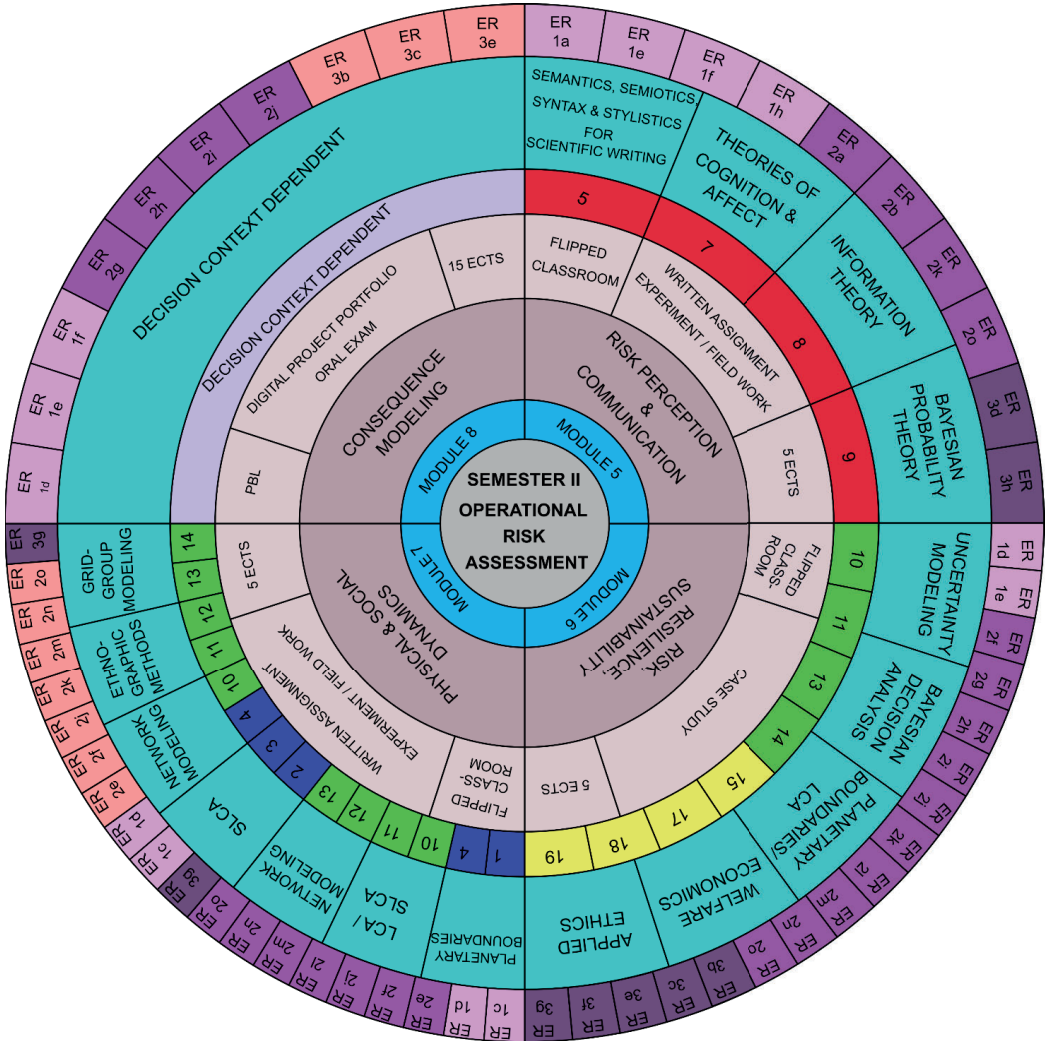 SEMESTER II
OPERATIONAL
RISK
ASSESSMENT
MODULE 5
MODULE 6
MODULE 7
MODULE 8
RISK PERCEPTION
&
COMMUNICATION
FLIPPED
CLASSROOM
WRITTEN ASSIGNMENT
EXPERIMENT / FIELD WORK
5 ECTS
5
7
8
9
SEMANTICS, SEMIOTICS,
SYNTAX & STYLISTICS
FOR
SCIENTIFIC WRITING
THEORIES OF
COGNITION &
AFFECT
INFORMATION
THEORY
BAYESIAN
PROBABILITY
THEORY
ER
1a
ER
1e
ER
1f
ER
1h
ER
2a
ER
2b
ER
2k
ER
2o
ER
3d
ER
3h
RISK,
RESILIENCE,
SUSTAINABILITY
FLIPPED
CLASS-
ROOM
CASE STUDY
5 ECTS
10
11
13
14
15
17
18
19
UNCERTAINTY
MODELING
BAYESIAN
DECISION
ANALYSIS
PLANETARY
BOUNDARIES/
LCA
WELFARE
ECONOMICS
APPLIED
ETHICS
ER
1d
ER
1e
ER
2f
ER
2g
ER
2h
ER
2i
ER
2j
ER
2k
ER
2l
ER
2m
ER
2n
ER
2o
ER
3b
ER
3c
ER
3e
ER
3f
ER
3g
PHYSICAL & SOCIAL
DYNAMICS
FLIPPED
CLASS-
ROOM
WRITTEN ASSIGNMENT
EXPERIMENT / FIELD WORK
5 ECTS
1
4
10
11
12
13
2
3
4
10
11
12
13
14
PLANETARY
BOUNDARIES
LCA /
SLCA
NETWORK
MODELING
SLCA
NETWORK
MODELING
ETHNO-
GRAPHIC
METHODS
GRID-
GROUP
MODELING
ER
1c
ER
1d
ER
2e
ER
2f
ER
2j
ER
2l
ER
2m
ER
2n
ER
2o
ER
3g
ER
1c
ER
1d
ER
2e
ER
2f
ER
2j
ER
2k
ER
2m
ER
2n
ER
2o
ER
3g
CONSEQUENCE
MODELING
PBL
DIGITAL PROJECT PORTFOLIO
ORAL EXAM
15 ECTS
DECISION CONTEXT DEPENDENT
DECISION CONTEXT DEPENDENT
ER
1d
ER
1e
ER
1f
ER
2g
ER
2h
ER
2i
ER
2j
ER
3b
ER
3c
ER
3e